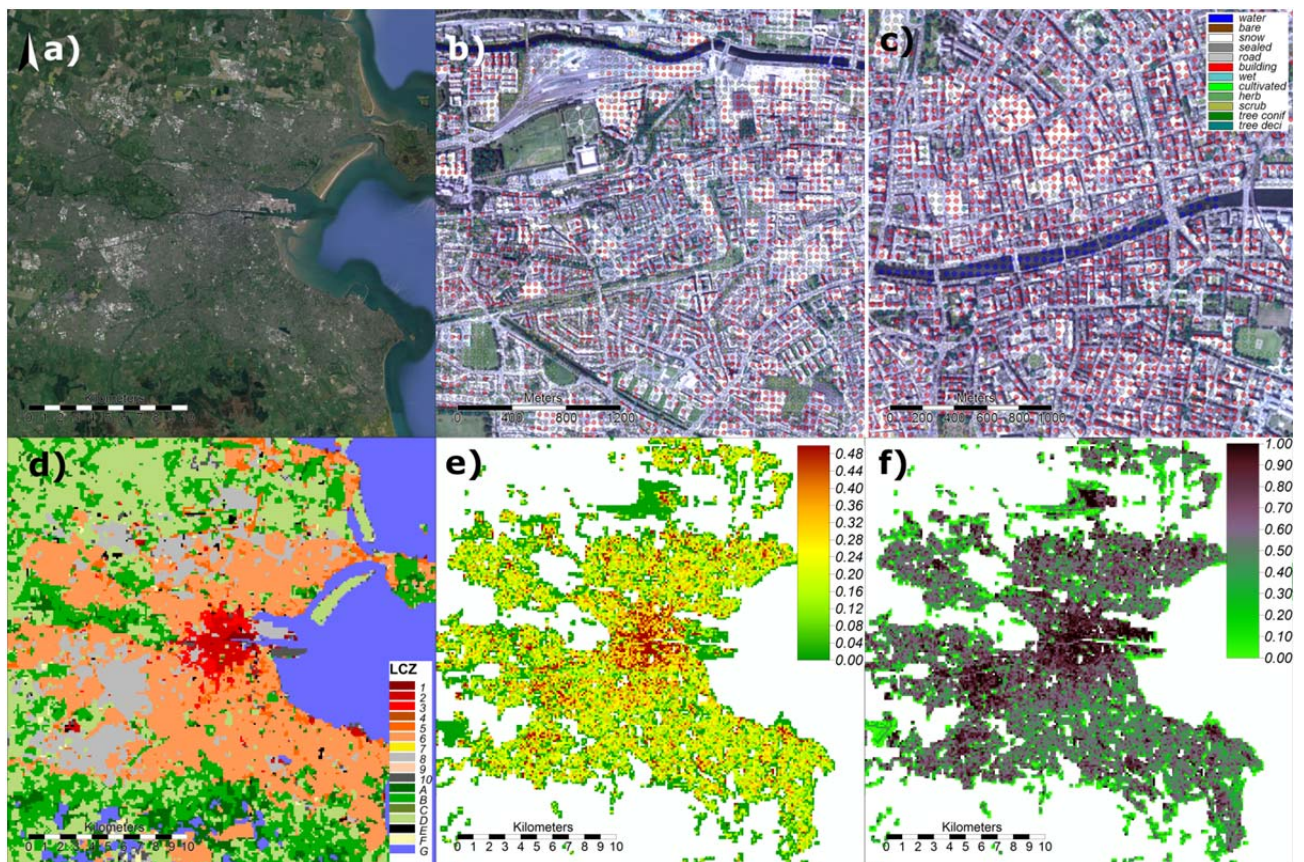 a)
b)
c)
water
bare
snow
sealed
road
building
wet
cultivated
herb
scrub
tree conif
tree deci
Kilometers
Meters
0 400 800 1200
Meters
0 200 400 600 800 1000
d)
e)
f)
LCZ
1
2
3
4
5
6
7
8
9
10
A
B
C
D
E
F
G
Kilometers
0 1 2 3 4 5 6 7 8 9 10
0.48
0.44
0.40
0.36
0.32
0.28
0.24
0.20
0.16
0.12
0.08
0.04
0.00
Kilometers
0 1 2 3 4 5 6 7 8 9 10
1.00
0.90
0.80
0.70
0.60
0.50
0.40
0.30
0.20
0.10
0.00
Kilometers
0 1 2 3 4 5 6 7 8 9 10